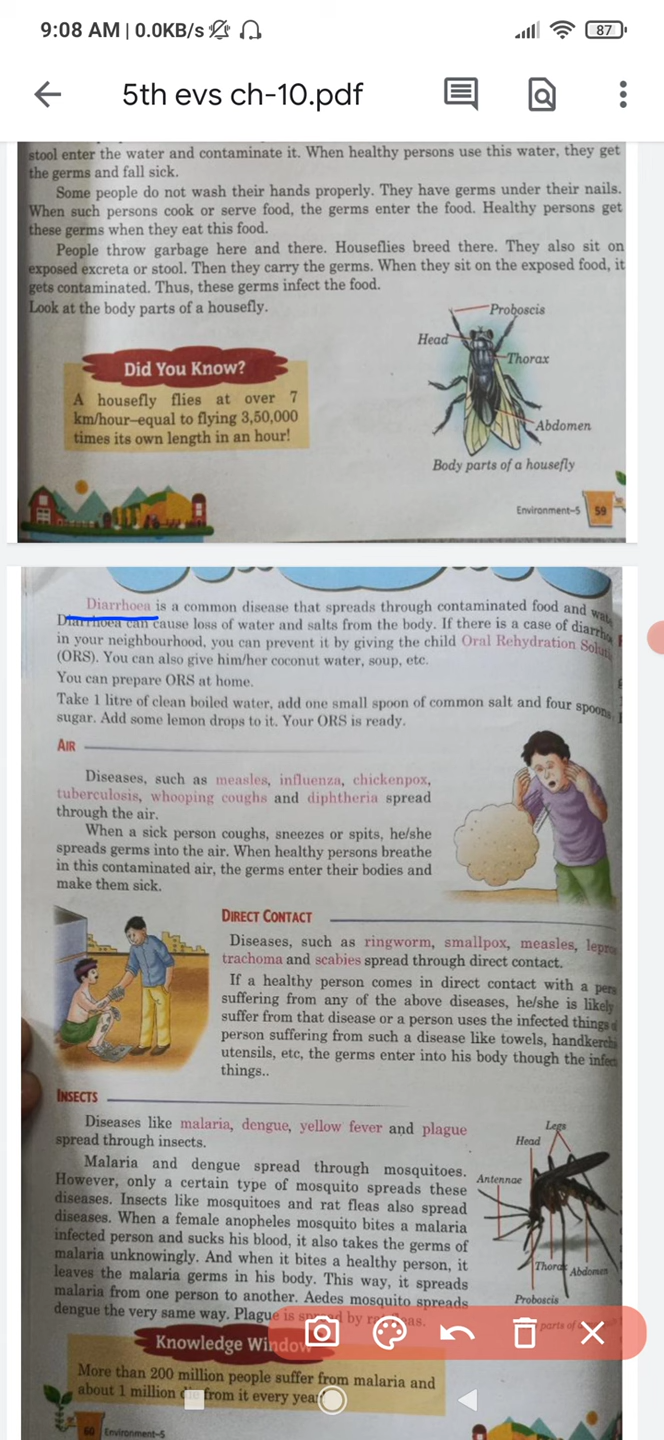 9:08 AM | 0.0KB/s
87
5th evs ch-10.pdf
stool enter the water and contaminate it. When healthy persons use this water, they get
the germs and fall sick.
Some people do not wash their hands properly. They have germs under their nails.
When such persons cook or serve food, the germs enter the food. Healthy persons get
these germs when they eat this food.
People throw garbage here and there. Houseflies breed there. They also sit on
exposed excreta or stool. Then they carry the germs. When they sit on the exposed food, it
gets contaminated. Thus, these germs infect the food.
Look at the body parts of a housefly.
Proboscis
Head
Thorax
Abdomen
Body parts of a housefly
Did You Know?
A housefly flies at over 7
km/hour–equal to flying 3,50,000
times its own length in an hour!
Environment–5 59
Diarrhoea is a common disease that spreads through contaminated food and
Diarrhoea can cause loss of water and salts from the body. If there is a case of
in your neighbourhood, you can prevent it by giving the child Oral Rehydration
(ORS). You can also give him/her coconut water, soup, etc.
You can prepare ORS at home.
Take 1 litre of clean boiled water, add one small spoon of common salt and four spoons
sugar. Add some lemon drops to it. Your ORS is ready.
AIR
Diseases, such as measles, influenza, chickenpox,
tuberculosis, whooping coughs and diphtheria spread
through the air.
When a sick person coughs, sneezes or spits, he/she
spreads germs into the air. When healthy persons breathe
in this contaminated air, the germs enter their bodies and
make them sick.
DIRECT CONTACT
Diseases, such as ringworm, smallpox, measles,
trachoma and scabies spread through direct contact.
If a healthy person comes in direct contact with a
suffering from any of the above diseases, he/she is likely
suffer from that disease or a person uses the infected things
person suffering from such a disease like towels,
utensils, etc, the germs enter into his body though the
things..
INSECTS
Diseases like malaria, dengue, yellow fever and plague
spread through insects.
Malaria and dengue spread through mosquitoes.
However, only a certain type of mosquito spreads these
diseases. Insects like mosquitoes and rat fleas also spread
diseases. When a female anopheles mosquito bites a malaria
infected person and sucks his blood, it also takes the germs of
malaria unknowingly. And when it bites a healthy person, it
leaves the malaria germs in his body. This way, it spreads
malaria from one person to another. Aedes mosquito spreads
dengue the very same way. Plague is spread by rat fleas.
Legs
Head
Antennae
Thorax
Abdomen
Proboscis
parts of
Knowledge Window
More than 200 million people suffer from malaria and
about 1 million die from it every year
60 Environment–5